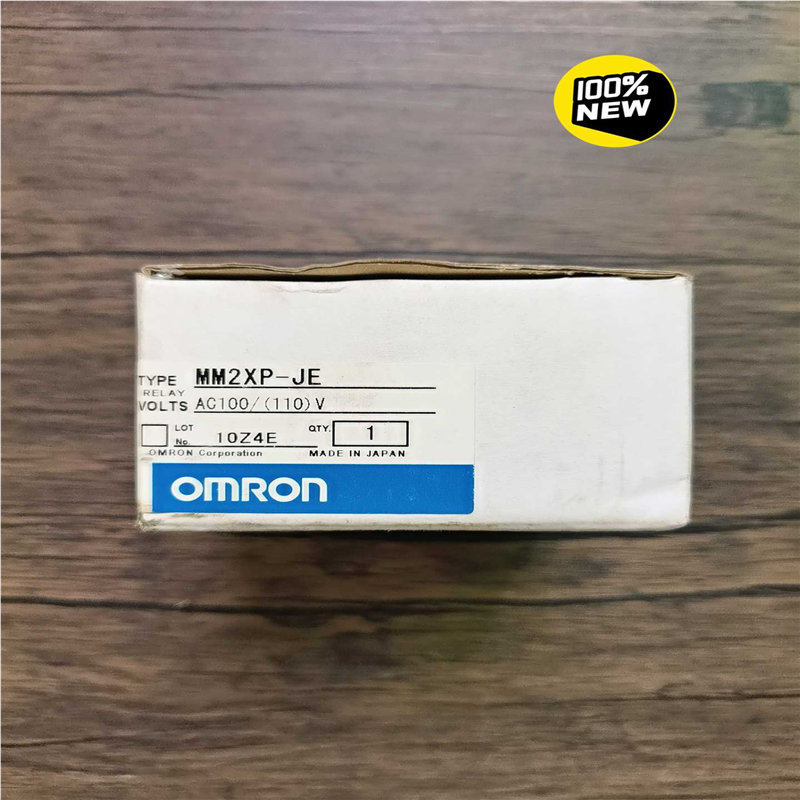 100%
NEW
TYPE MM2XP-JE
RELAY
VOLTS AC100/(110)V
LOT No. 10Z4E QTY. 1
OMRON Corporation MADE IN JAPAN
OMRON